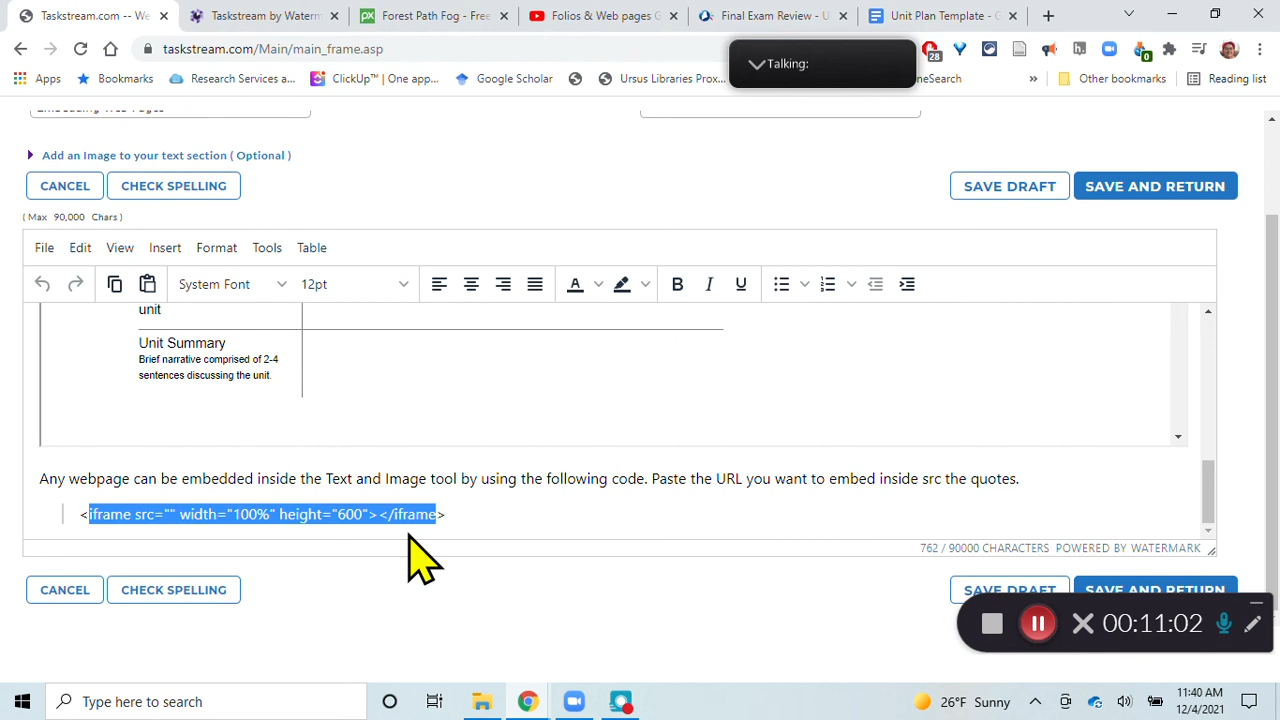 Taskstream.com -- We
Taskstream by Waterm
Forest Path Fog - Free
Folios & Web pages G
Final Exam Review - U
Unit Plan Template - G
taskstream.com/Main/main_frame.asp
28
0
Talking:
Apps
Bookmarks
Research Services a...
ClickUp™ | One app...
Google Scholar
Ursus Libraries Prox...
neSearch
»
Other bookmarks
Reading list
Embedding Web Pages
Add an Image to your text section ( Optional )
CANCEL
CHECK SPELLING
SAVE DRAFT
SAVE AND RETURN
( Max 90,000 Chars )
File Edit View Insert Format Tools Table
System Font
12pt
A
B
I
U
unit
Unit Summary
Brief narrative comprised of 2-4
sentences discussing the unit.
Any webpage can be embedded inside the Text and Image tool by using the following code. Paste the URL you want to embed inside src the quotes.
<iframe src="" width="100%" height="600"></iframe>
762 / 90000 CHARACTERS POWERED BY WATERMARK
CANCEL
CHECK SPELLING
SAVE DRAFT
SAVE AND RETURN
00:11:02
Type here to search
26°F Sunny
11:40 AM
12/4/2021